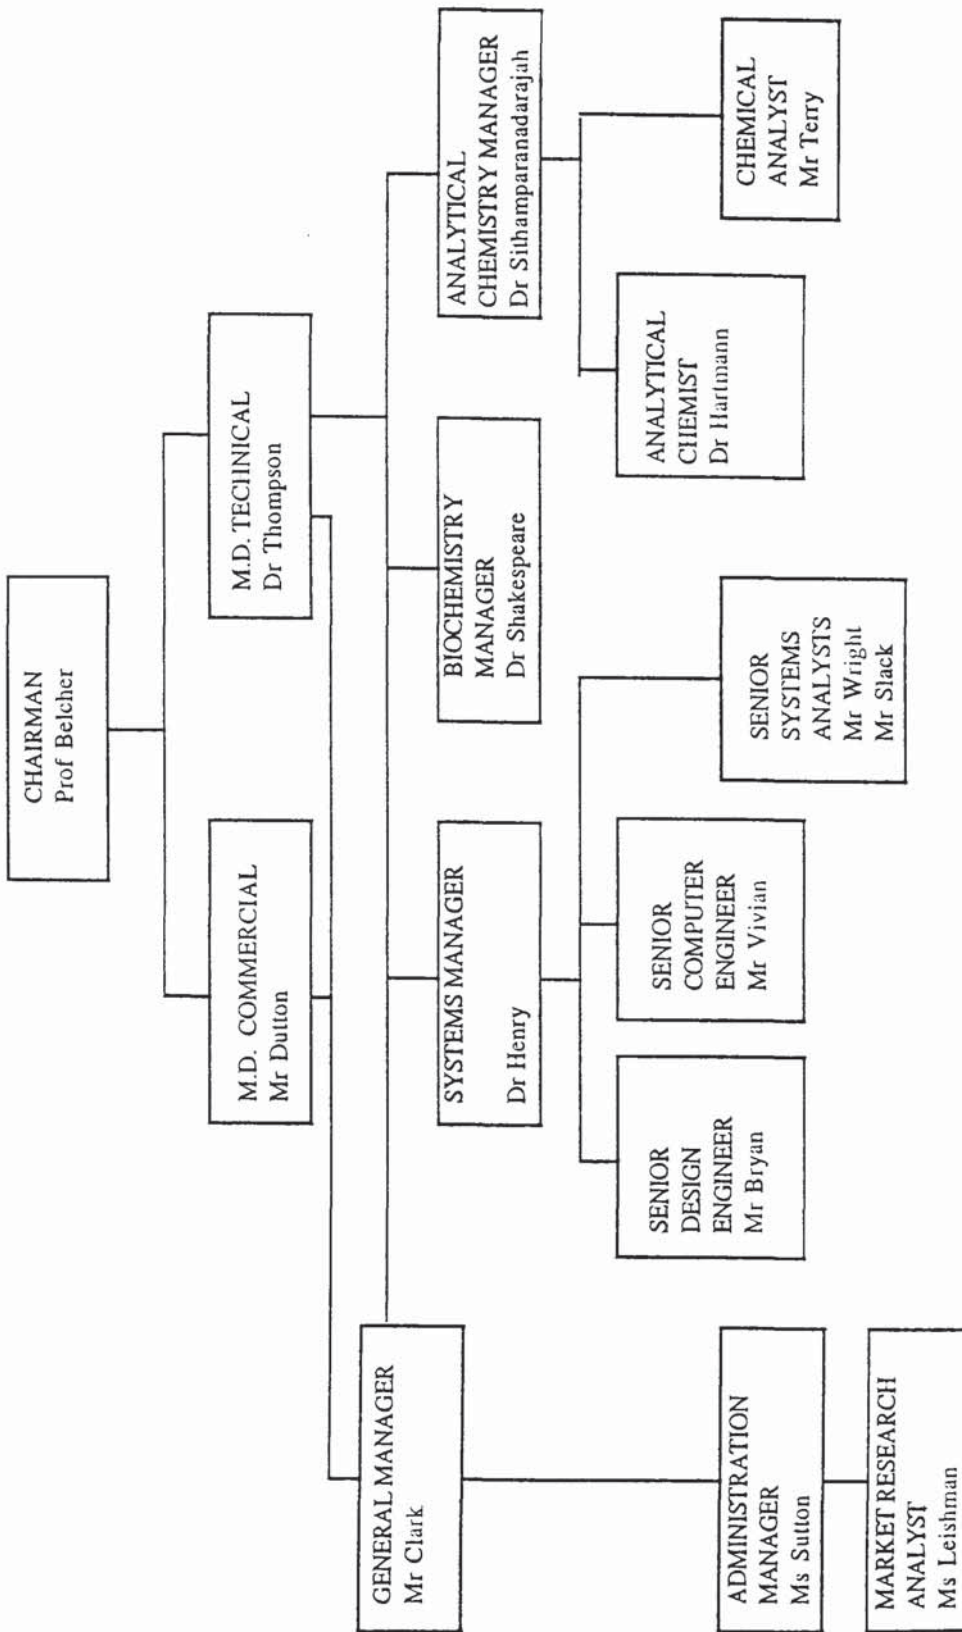 CHAIRMAN
Prof Belcher
M.D. COMMERCIAL
Mr Dutton
M.D. TECHNICAL
Dr Thompson
GENERAL MANAGER
Mr Clark
SYSTEMS MANAGER
Dr Henry
BIOCHEMISTRY
MANAGER
Dr Shakespeare
ANALYTICAL
CHEMISTRY MANAGER
Dr Sithamparanadarajah
SENIOR
DESIGN
ENGINEER
Mr Bryan
SENIOR
COMPUTER
ENGINEER
Mr Vivian
ANALYTICAL
CHEMIST
Dr Hartmann
ADMINISTRATION
MANAGER
Ms Sutton
SENIOR
SYSTEMS
ANALYSTS
Mr Wright
Mr Slack
CHEMICAL
ANALYST
Mr Terry
MARKET RESEARCH
ANALYST
Ms Leishman